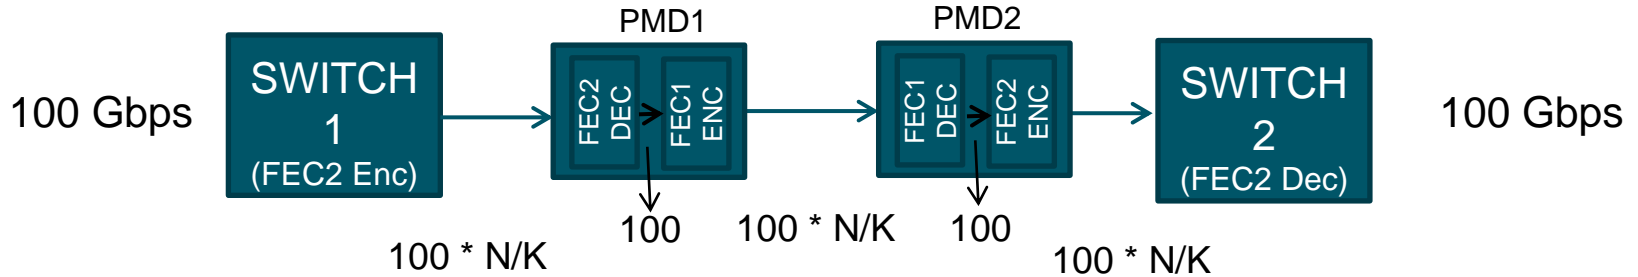 PMD1
PMD2
100 Gbps
SWITCH
1
(FEC2 Enc)
FEC2
DEC
FEC1
ENC
FEC1
DEC
FEC2
ENC
SWITCH
2
(FEC2 Dec)
100 Gbps
100 * N/K
100
100 * N/K
100
100 * N/K